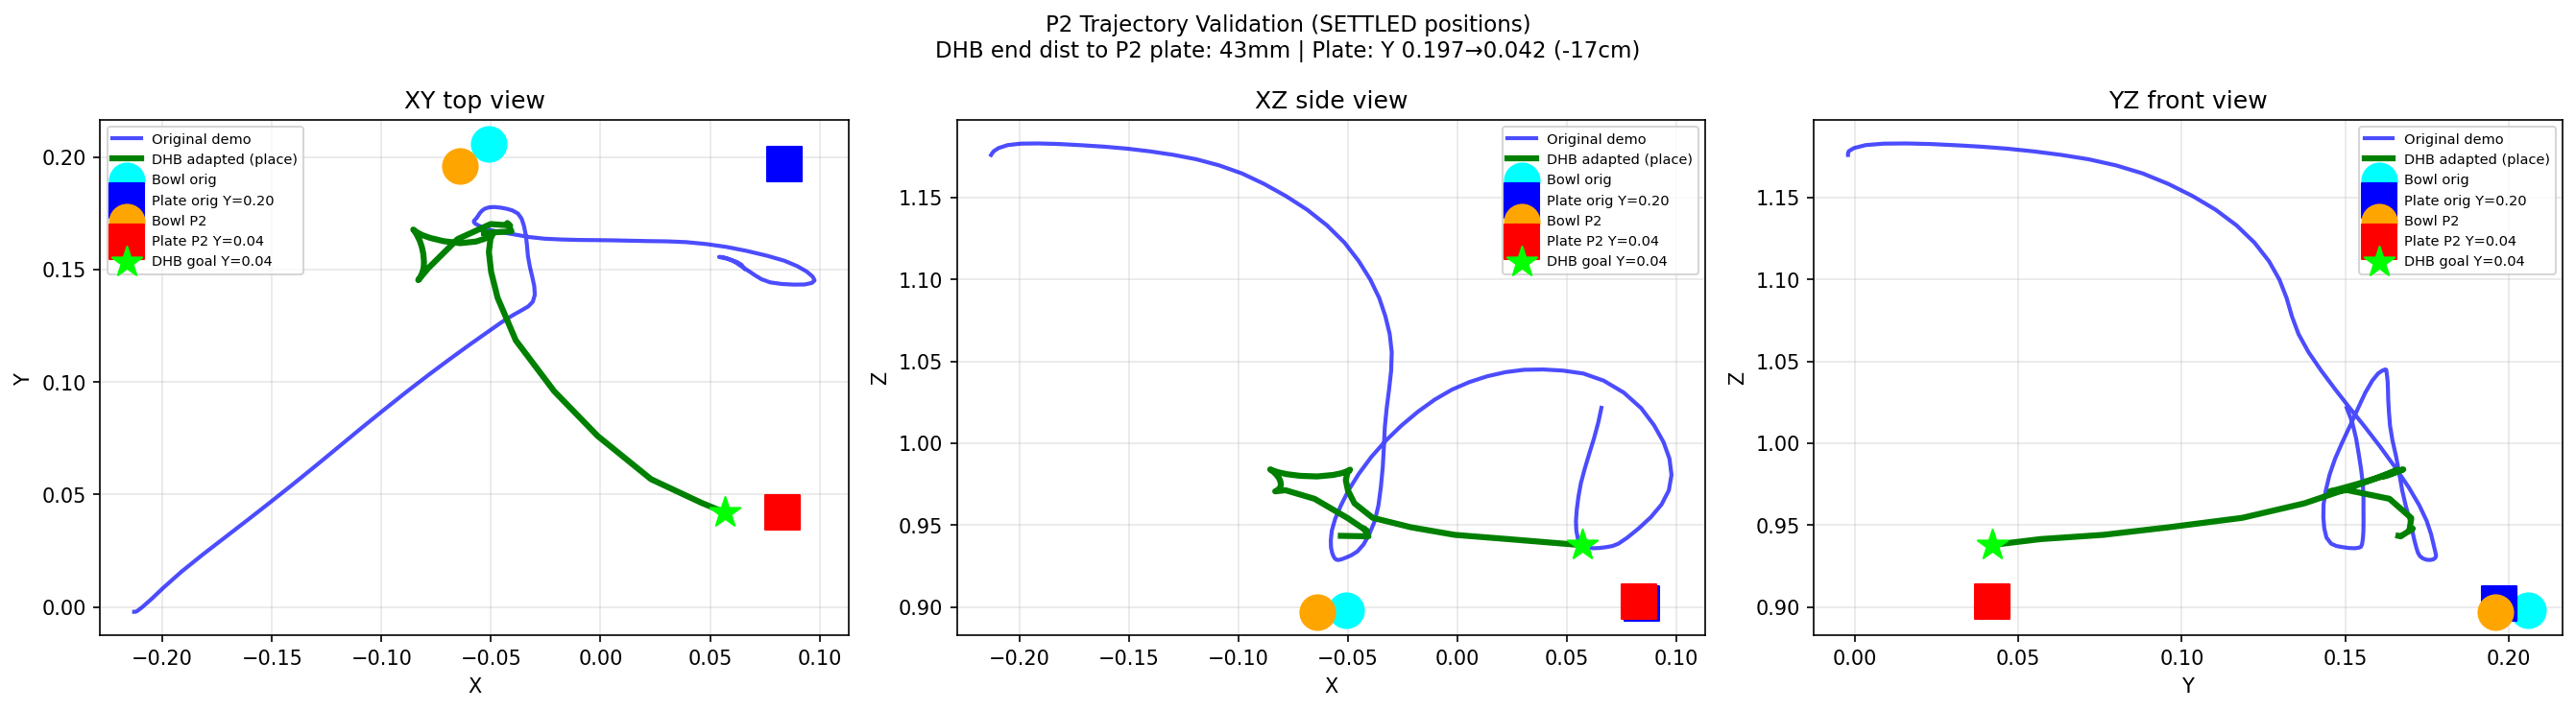 P2 Trajectory Validation (SETTLED positions)
DHB end dist to P2 plate: 43mm | Plate: Y 0.197→0.042 (-17cm)
XY top view
Original demo
DHB adapted (place)
Bowl orig
Plate orig Y=0.20
Bowl P2
Plate P2 Y=0.04
DHB goal Y=0.04
0.20
0.15
0.10
0.05
0.00
Y
−0.20
−0.15
−0.10
−0.05
0.00
0.05
0.10
X
XZ side view
Original demo
DHB adapted (place)
Bowl orig
Plate orig Y=0.20
Bowl P2
Plate P2 Y=0.04
DHB goal Y=0.04
1.15
1.10
1.05
1.00
0.95
0.90
Z
−0.20
−0.15
−0.10
−0.05
0.00
0.05
0.10
X
YZ front view
Original demo
DHB adapted (place)
Bowl orig
Plate orig Y=0.20
Bowl P2
Plate P2 Y=0.04
DHB goal Y=0.04
1.15
1.10
1.05
1.00
0.95
0.90
Z
0.00
0.05
0.10
0.15
0.20
Y